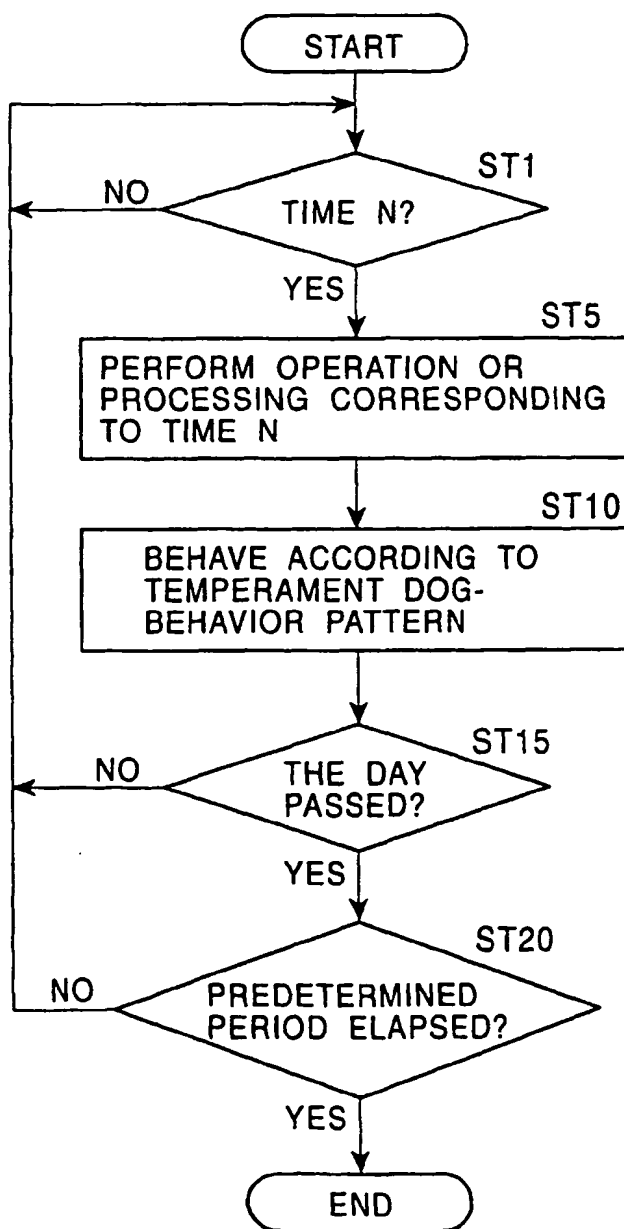 START
ST1
NO
TIME N?
YES
ST5
PERFORM OPERATION OR
PROCESSING CORRESPONDING
TO TIME N
ST10
BEHAVE ACCORDING TO
TEMPERAMENT DOG-
BEHAVIOR PATTERN
ST15
NO
THE DAY
PASSED?
YES
ST20
NO
PREDETERMINED
PERIOD ELAPSED?
YES
END